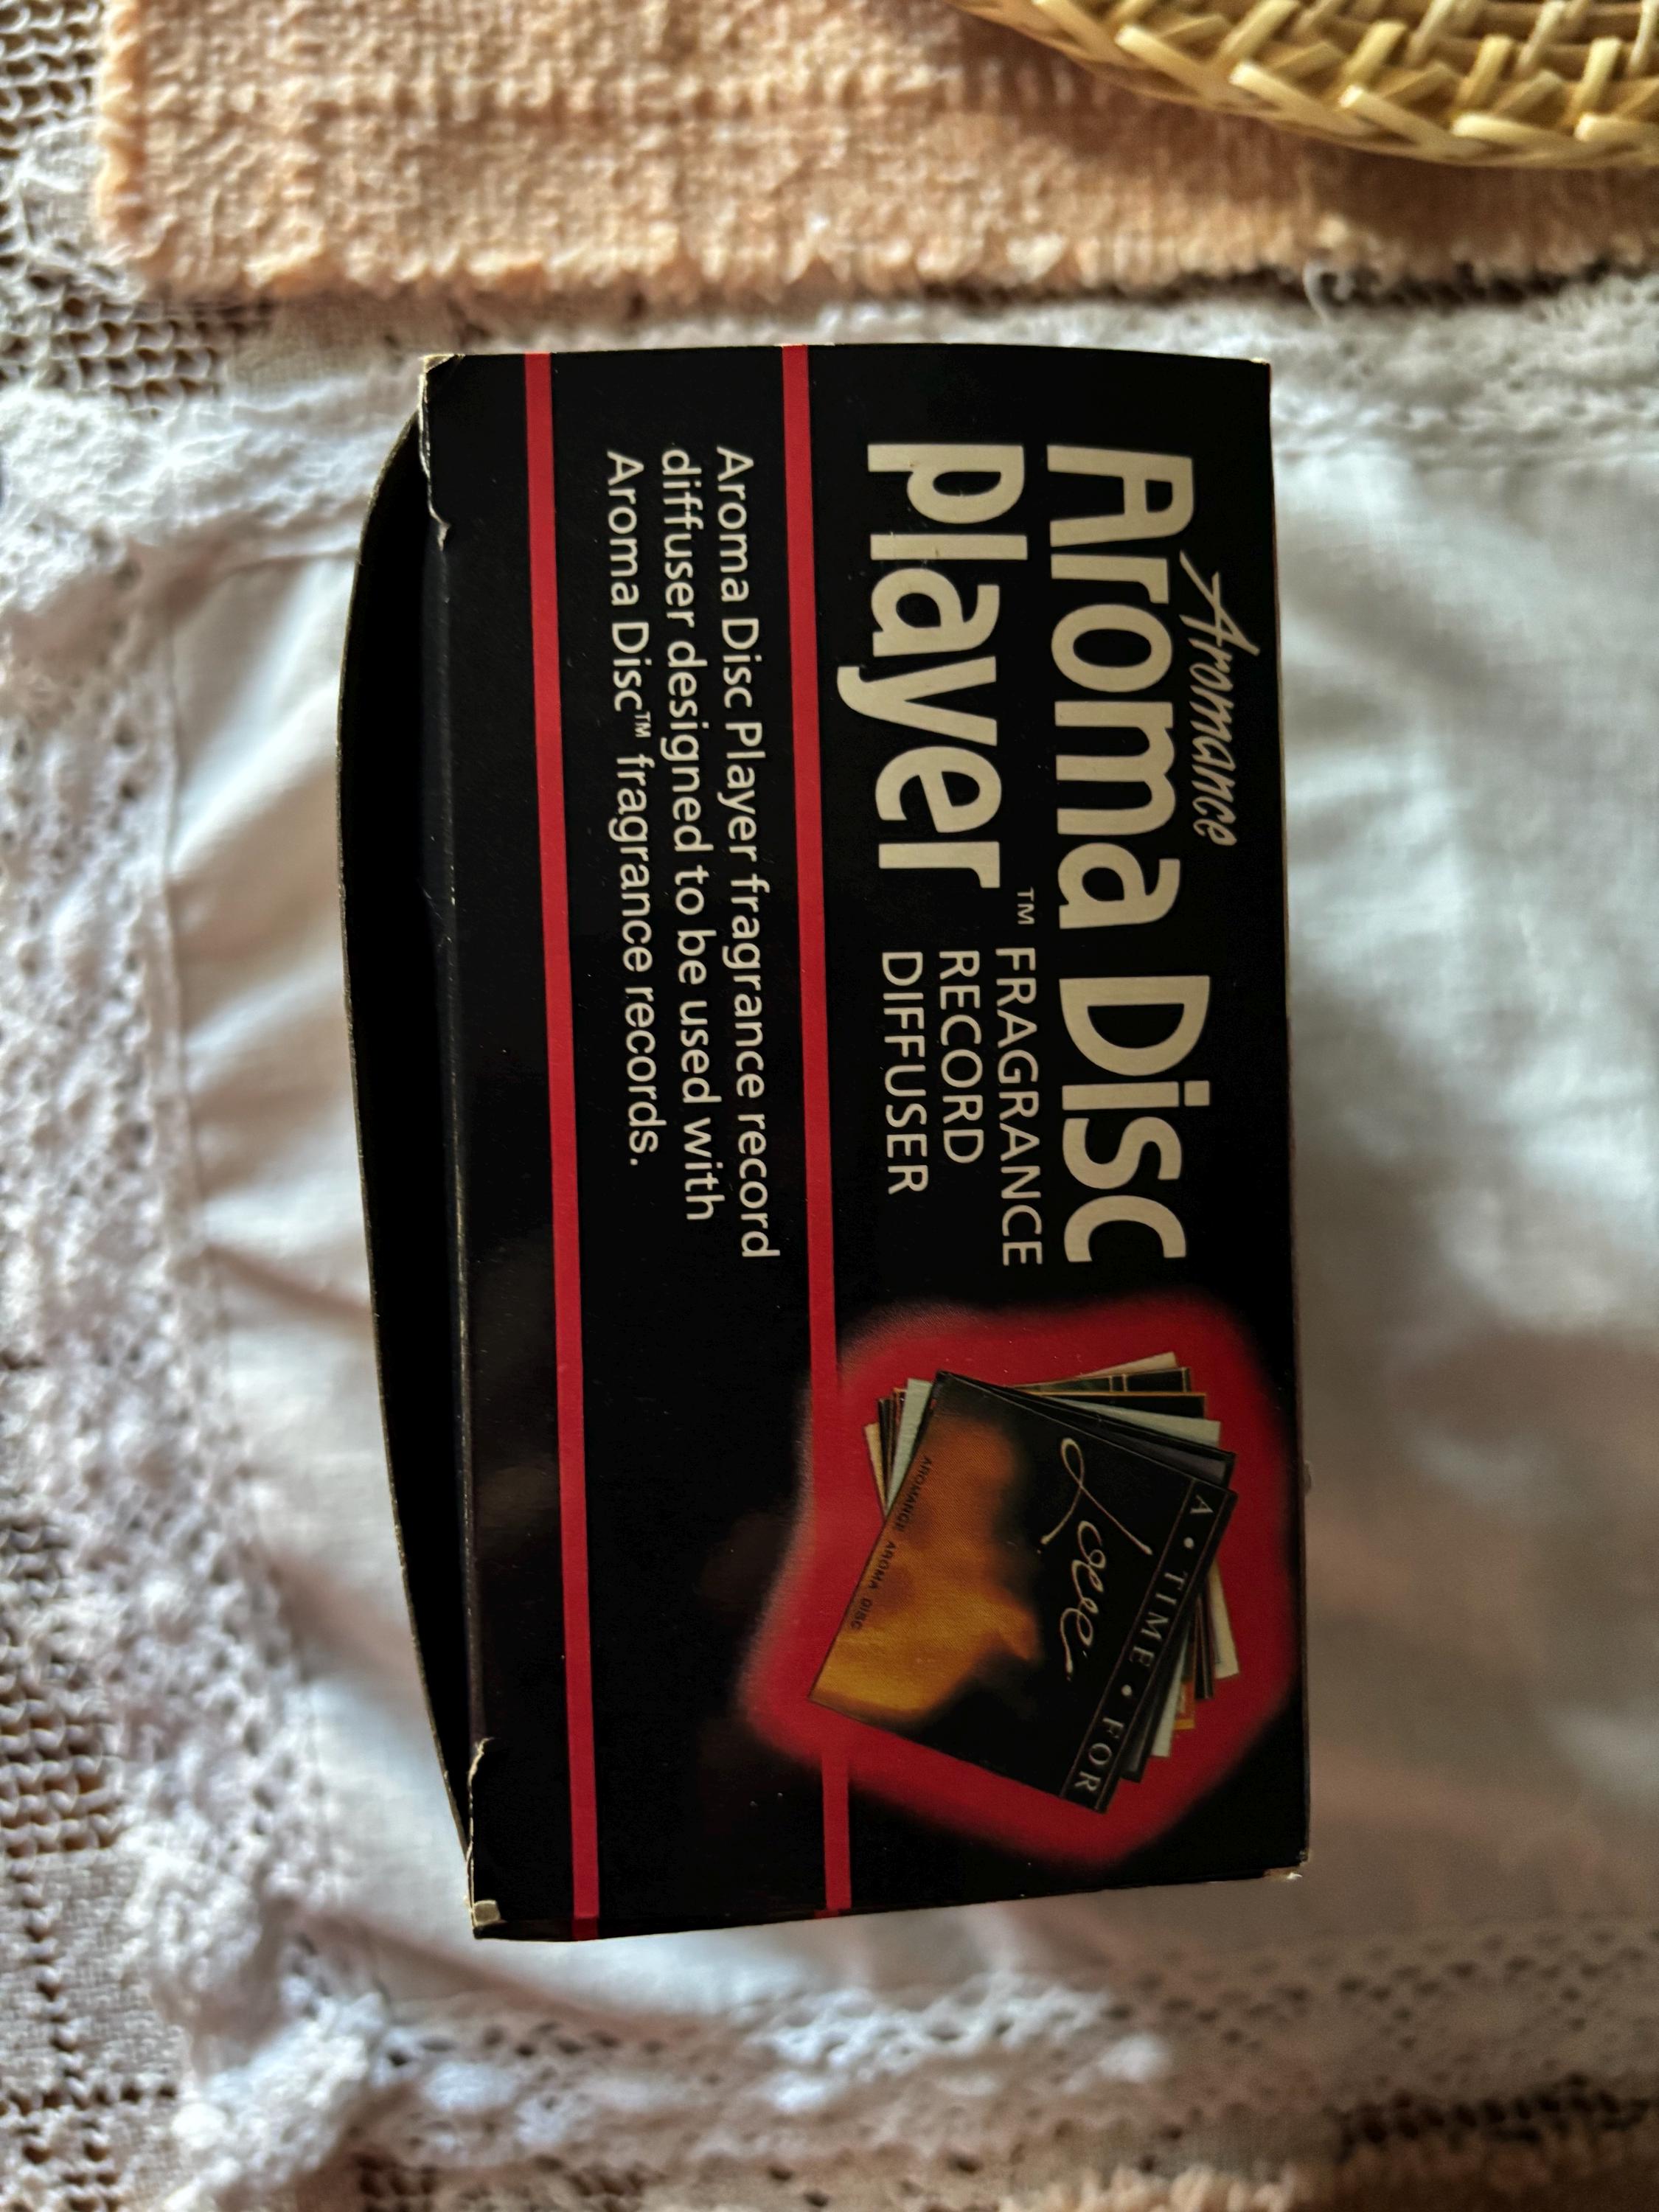 Aromance
Aroma Disc
player™ FRAGRANCE
RECORD
DIFFUSER
Aroma Disc Player fragrance record
diffuser designed to be used with
Aroma Disc™ fragrance records.
A • TIME • FOR
Love
AROMANCE AROMA DISC